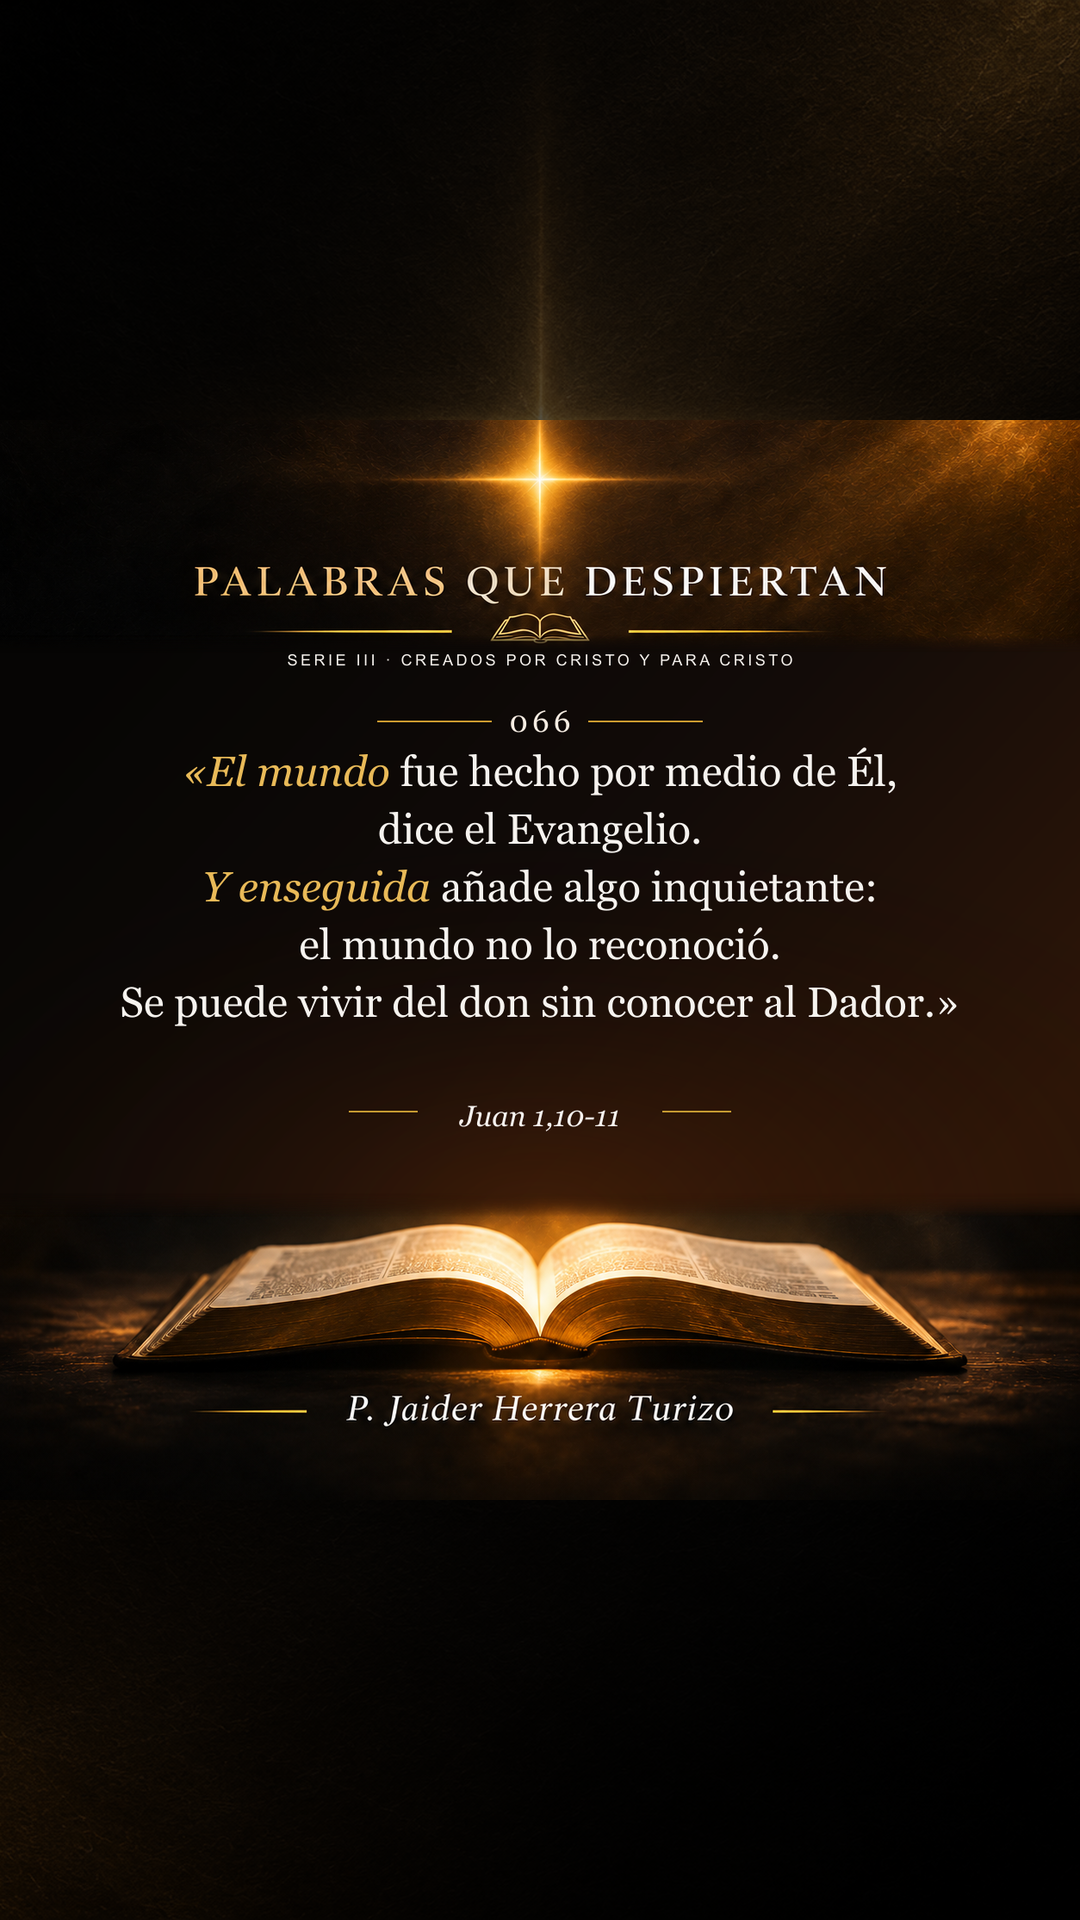 PALABRAS QUE DESPIERTAN
SERIE III · CREADOS POR CRISTO Y PARA CRISTO
066
«El mundo fue hecho por medio de Él,
dice el Evangelio.
Y enseguida añade algo inquietante:
el mundo no lo reconoció.
Se puede vivir del don sin conocer al Dador.»
Juan 1,10-11
P. Jaider Herrera Turizo